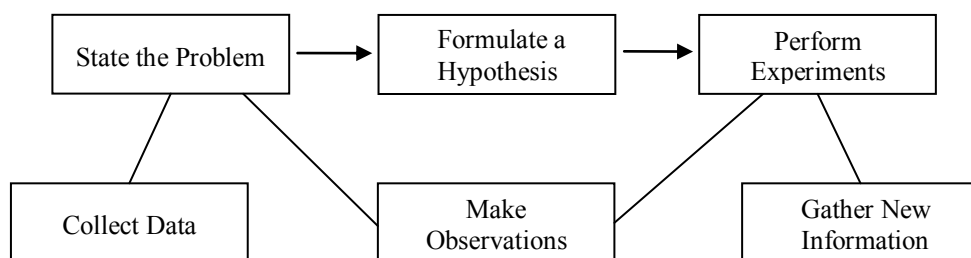 State the Problem
Formulate a
Hypothesis
Perform
Experiments
Collect Data
Make
Observations
Gather New
Information